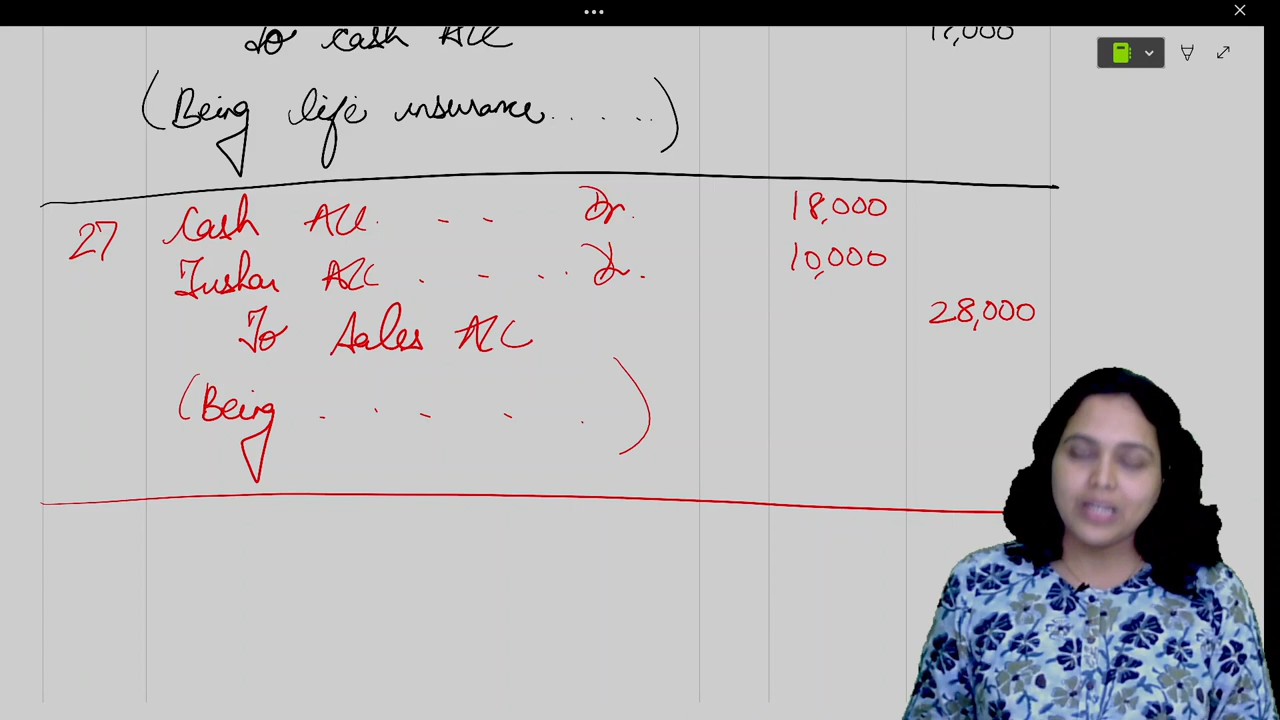 To Cash A/C 17,000
(Being life insurance. . . . . .)
27 Cash A/C. - - Dr. 18,000
Tushar A/C . - . . Dr. 10,000
To Sales A/C 28,000
(Being . . - - . )